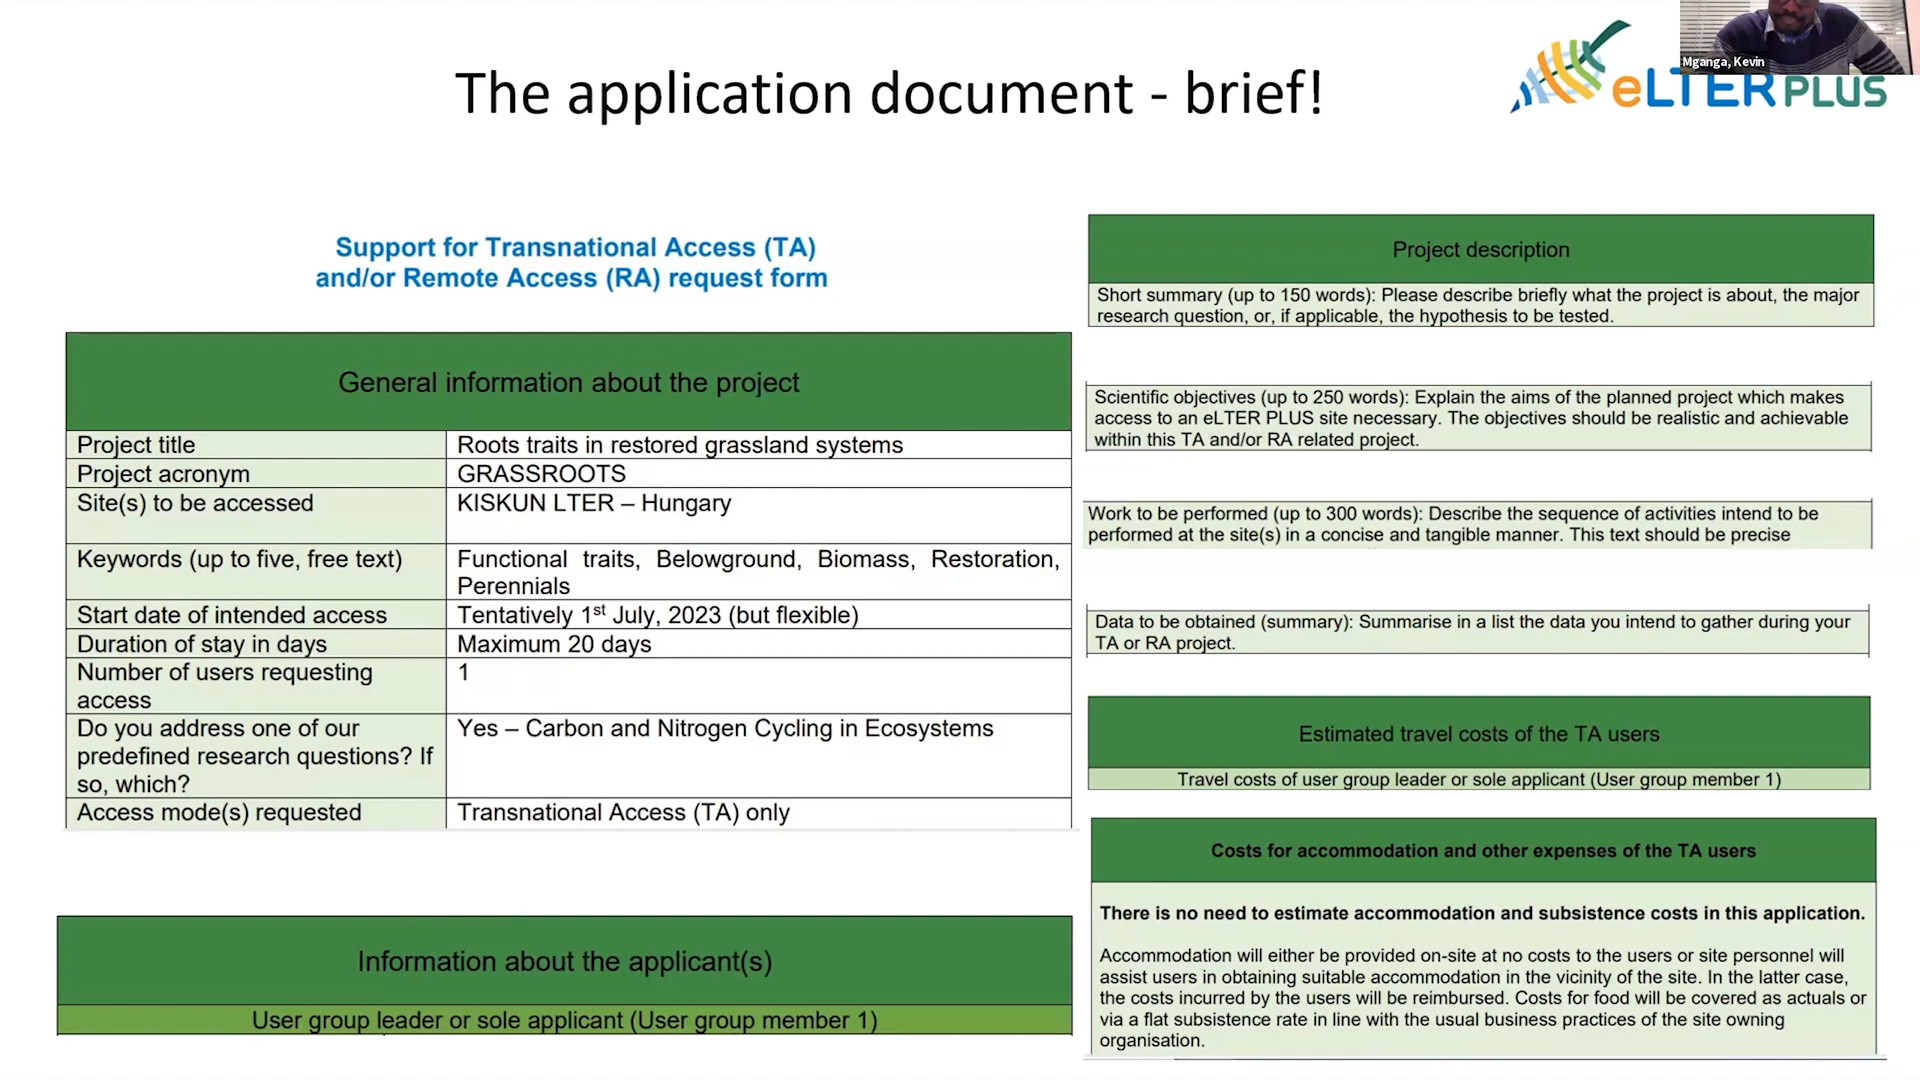 The application document - brief!
Mganga, Kevin
eLTER PLUS
Support for Transnational Access (TA)
and/or Remote Access (RA) request form
General information about the project
Project title
Roots traits in restored grassland systems
Project acronym
GRASSROOTS
Site(s) to be accessed
KISKUN LTER – Hungary
Keywords (up to five, free text)
Functional traits, Belowground, Biomass, Restoration,
Perennials
Start date of intended access
Tentatively 1st July, 2023 (but flexible)
Duration of stay in days
Maximum 20 days
Number of users requesting
access
1
Do you address one of our
predefined research questions? If
so, which?
Yes – Carbon and Nitrogen Cycling in Ecosystems
Access mode(s) requested
Transnational Access (TA) only
Information about the applicant(s)
User group leader or sole applicant (User group member 1)
Project description
Short summary (up to 150 words): Please describe briefly what the project is about, the major
research question, or, if applicable, the hypothesis to be tested.
Scientific objectives (up to 250 words): Explain the aims of the planned project which makes
access to an eLTER PLUS site necessary. The objectives should be realistic and achievable
within this TA and/or RA related project.
Work to be performed (up to 300 words): Describe the sequence of activities intend to be
performed at the site(s) in a concise and tangible manner. This text should be precise
Data to be obtained (summary): Summarise in a list the data you intend to gather during your
TA or RA project.
Estimated travel costs of the TA users
Travel costs of user group leader or sole applicant (User group member 1)
Costs for accommodation and other expenses of the TA users
There is no need to estimate accommodation and subsistence costs in this application.
Accommodation will either be provided on-site at no costs to the users or site personnel will
assist users in obtaining suitable accommodation in the vicinity of the site. In the latter case,
the costs incurred by the users will be reimbursed. Costs for food will be covered as actuals or
via a flat subsistence rate in line with the usual business practices of the site owning
organisation.